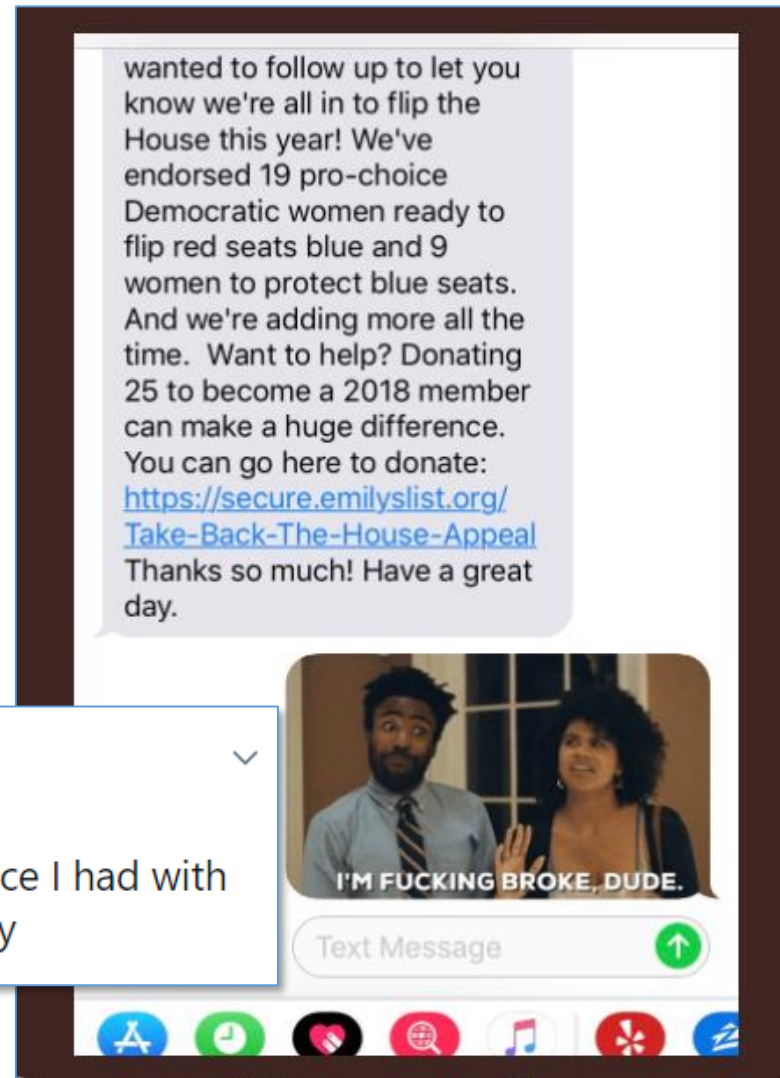 wanted to follow up to let you
know we're all in to flip the
House this year! We've
endorsed 19 pro-choice
Democratic women ready to
flip red seats blue and 9
women to protect blue seats.
And we're adding more all the
time.  Want to help? Donating
25 to become a 2018 member
can make a huge difference.
You can go here to donate:
https://secure.emilyslist.org/
Take-Back-The-House-Appeal
Thanks so much! Have a great
day.
I'M FUCKING BROKE, DUDE.
ce I had with
y
Text Message